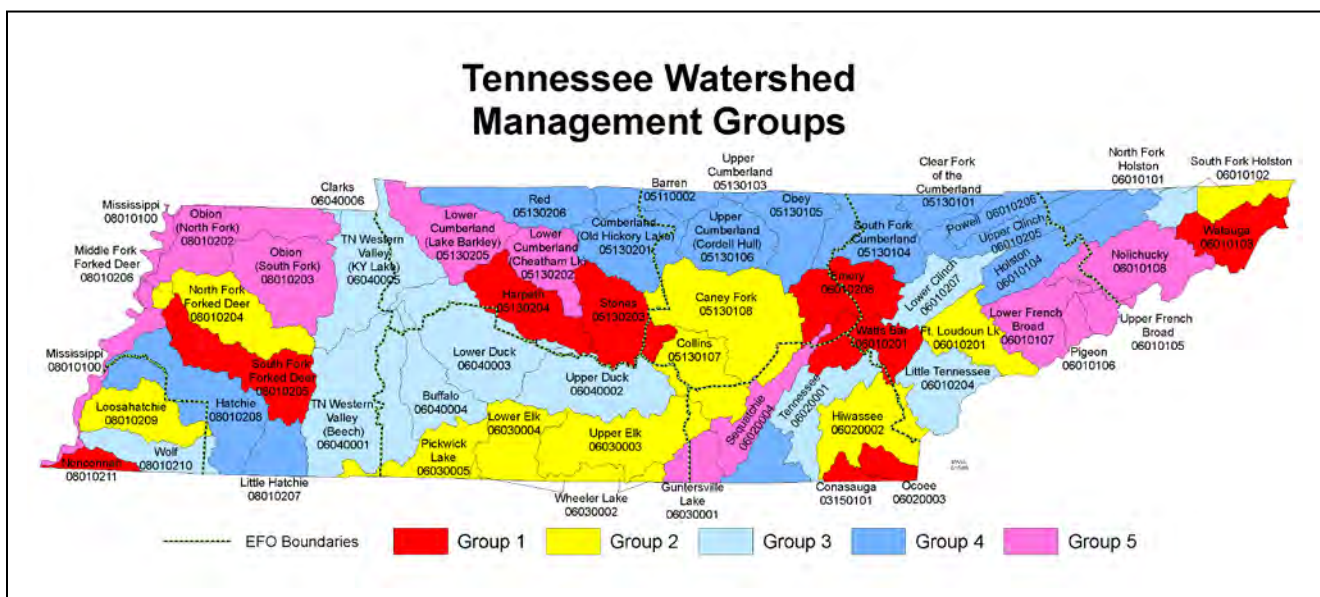 Tennessee Watershed
Management Groups
Mississippi
08010100
Obion
(North Fork)
08010202
Middle Fork
Forked Deer
08010208
Obion
(South Fork)
08010203
North Fork
Forked Deer
08010204
South Fork
Forked Deer
08010205
Mississippi
08010100
Loosahatchie
08010209
Hatchie
08010208
Wolf
08010210
Nonconnah
08010211
Little Hatchie
08010207
Clarks
06040006
TN Western
Valley
(KY Lake)
06040005
TN Western
Valley
(Beech)
06040001
Lower
Cumberland
(Lake Barkley)
05130205
Red
05130206
Lower
Cumberland
(Cheatham Lk)
05130202
Harpeth
05130204
Stones
05130203
Cumberland
(Old Hickory Lake)
05130201
Barren
05110002
Upper
Cumberland
05130103
Upper
Cumberland
(Cordell Hull)
05130106
Obey
05130105
Caney Fork
05130108
Collins
05130107
Lower Duck
06040003
Upper Duck
06040002
Buffalo
06040004
Lower Elk
06030004
Upper Elk
06030003
Pickwick
Lake
06030005
Wheeler Lake
06030002
Guntersville
Lake
06030001
Sequatchie
06020004
Tennessee
06020001
Clear Fork
of the
Cumberland
05130101
South Fork
Cumberland
05130104
Emory
06010208
Watts Bar
06010201
Powell 06010206
Upper Clinch
06010205
Holston
06010104
Lower Clinch
06010207
Ft. Loudoun Lk
06010201
Little Tennessee
06010204
Hiwassee
06020002
Conasauga
03150101
Ocoee
06020003
North Fork
Holston
06010101
South Fork Holston
06010102
Watauga
06010103
Nolichucky
06010108
Lower French
Broad
06010107
Upper French
Broad
06010105
Pigeon
06010106
EFO Boundaries
Group 1
Group 2
Group 3
Group 4
Group 5